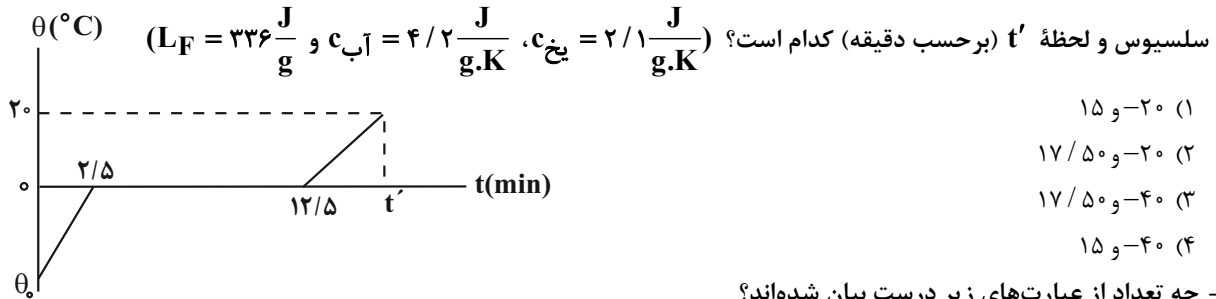 سلسیوس و لحظهٔ t′ (برحسب دقیقه) کدام است؟ (c یخ = ۲/۱ J/g.K، c آب = ۴/۲ J/g.K و L_F = ۳۳۶ J/g)
۱) ۲۰− و ۱۵
۲) ۲۰− و ۱۷/۵۰
۳) ۴۰− و ۱۷/۵۰
۴) ۴۰− و ۱۵
θ(°C)
۲۰
۰
θ₀
۲/۵
۱۲/۵
t′
t(min)
- چه تعداد از عبارت‌های زیر درست بیان شده‌اند؟